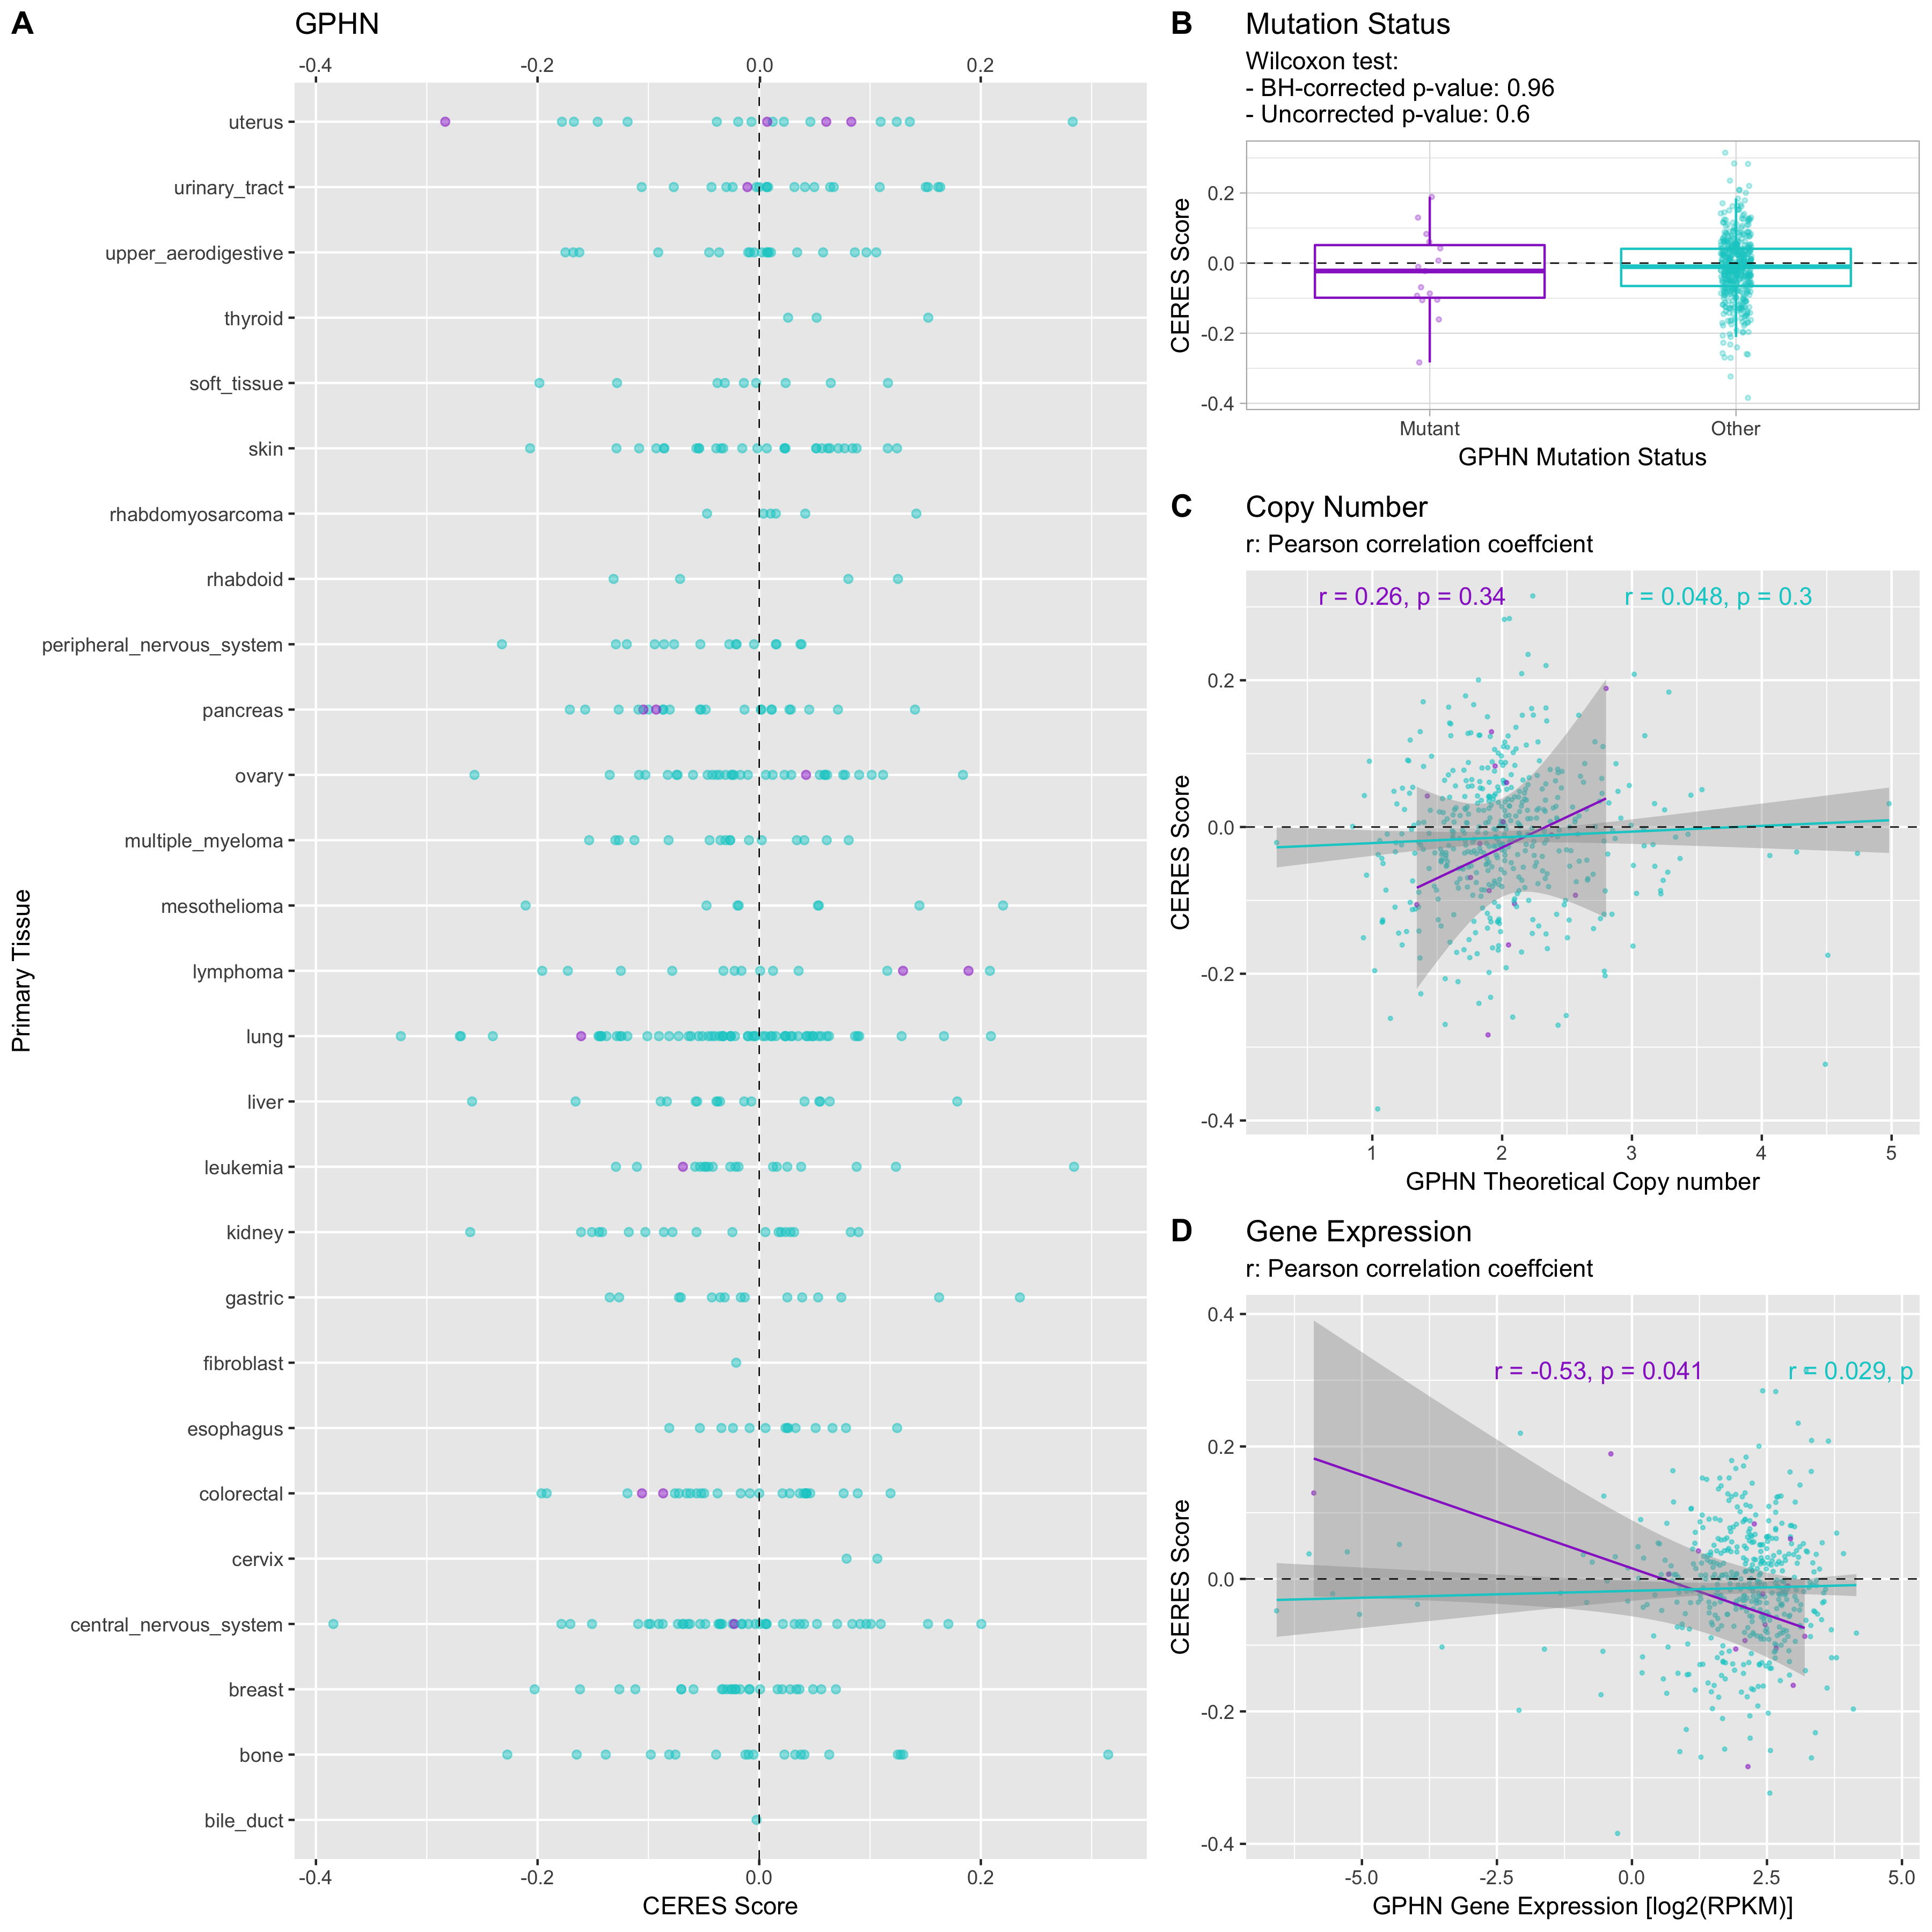 A
GPHN
-0.4 -0.2 0.0 0.2
Primary Tissue
uterus
urinary_tract
upper_aerodigestive
thyroid
soft_tissue
skin
rhabdomyosarcoma
rhabdoid
peripheral_nervous_system
pancreas
ovary
multiple_myeloma
mesothelioma
lymphoma
lung
liver
leukemia
kidney
gastric
fibroblast
esophagus
colorectal
cervix
central_nervous_system
breast
bone
bile_duct
-0.4 -0.2 0.0 0.2
CERES Score
B
Mutation Status
Wilcoxon test:
- BH-corrected p-value: 0.96
- Uncorrected p-value: 0.6
CERES Score
0.2
0.0
-0.2
-0.4
Mutant Other
GPHN Mutation Status
C
Copy Number
r: Pearson correlation coeffcient
r = 0.26, p = 0.34 r = 0.048, p = 0.3
CERES Score
0.2
0.0
-0.2
-0.4
1 2 3 4 5
GPHN Theoretical Copy number
D
Gene Expression
r: Pearson correlation coeffcient
r = -0.53, p = 0.041 r = 0.029, p
CERES Score
0.4
0.2
0.0
-0.2
-0.4
-5.0 -2.5 0.0 2.5 5.0
GPHN Gene Expression [log2(RPKM)]